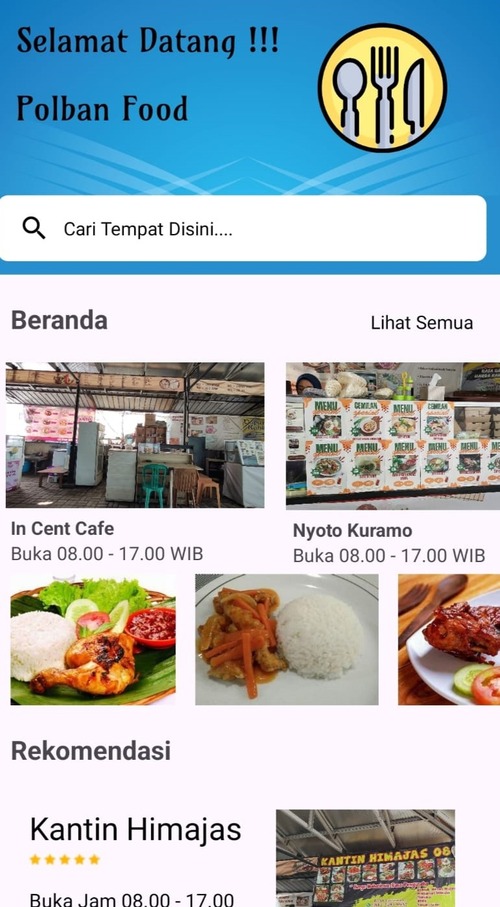 Selamat Datang !!!
Polban Food
Cari Tempat Disini....
Beranda
Lihat Semua
MENU
CEMILAN
MENU
CEMILAN
MENU
MENU
MENU
MENU
In Cent Cafe
Nyoto Kuramo
Buka 08.00 - 17.00 WIB
Buka 08.00 - 17.00 WIB
Rekomendasi
Kantin Himajas
KANTIN HIMAJAS 08
Buka Jam 08.00 - 17.00